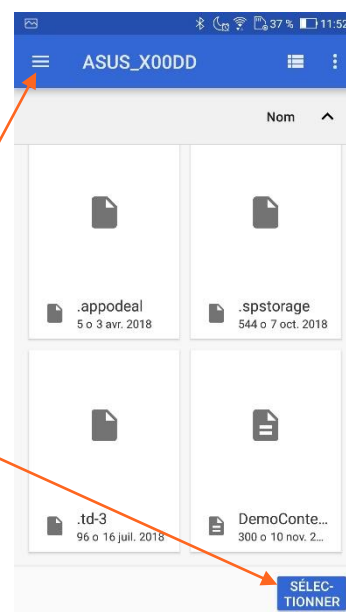 37 % 11:52
ASUS_X00DD
Nom
.appodeal
5 o 3 avr. 2018
.spstorage
544 o 7 oct. 2018
.td-3
96 o 16 juil. 2018
DemoConte...
300 o 10 nov. 2...
SÉLEC-
TIONNER